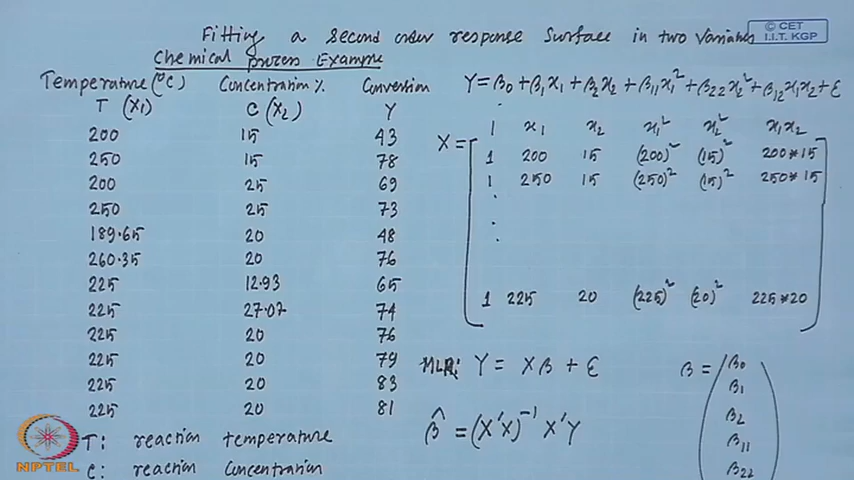 Fitting a second order response surface in two variables
© CET
I.I.T. KGP
Chemical process Example
Temperature (°C) Concentration % Conversion
T (X1) C (X2) Y
200 15 43
250 15 78
200 25 69
250 25 73
189.65 20 48
260.35 20 76
225 12.93 65
225 27.07 74
225 20 76
225 20 79
225 20 83
225 20 81
T: reaction temperature
C: reaction concentration
Y = β0 + β1x1 + β2x2 + β11x1² + β22x2² + β12x1x2 + ε
1 x1 x2 x1² x2² x1x2
X =
1 200 15 (200)² (15)² 200*15
1 250 15 (250)² (15)² 250*15
1 225 20 (225)² (20)² 225*20
MLR: Y = Xβ + ε
β̂ = (X'X)⁻¹ X'Y
β =
β0
β1
β2
β11
β22
NPTEL